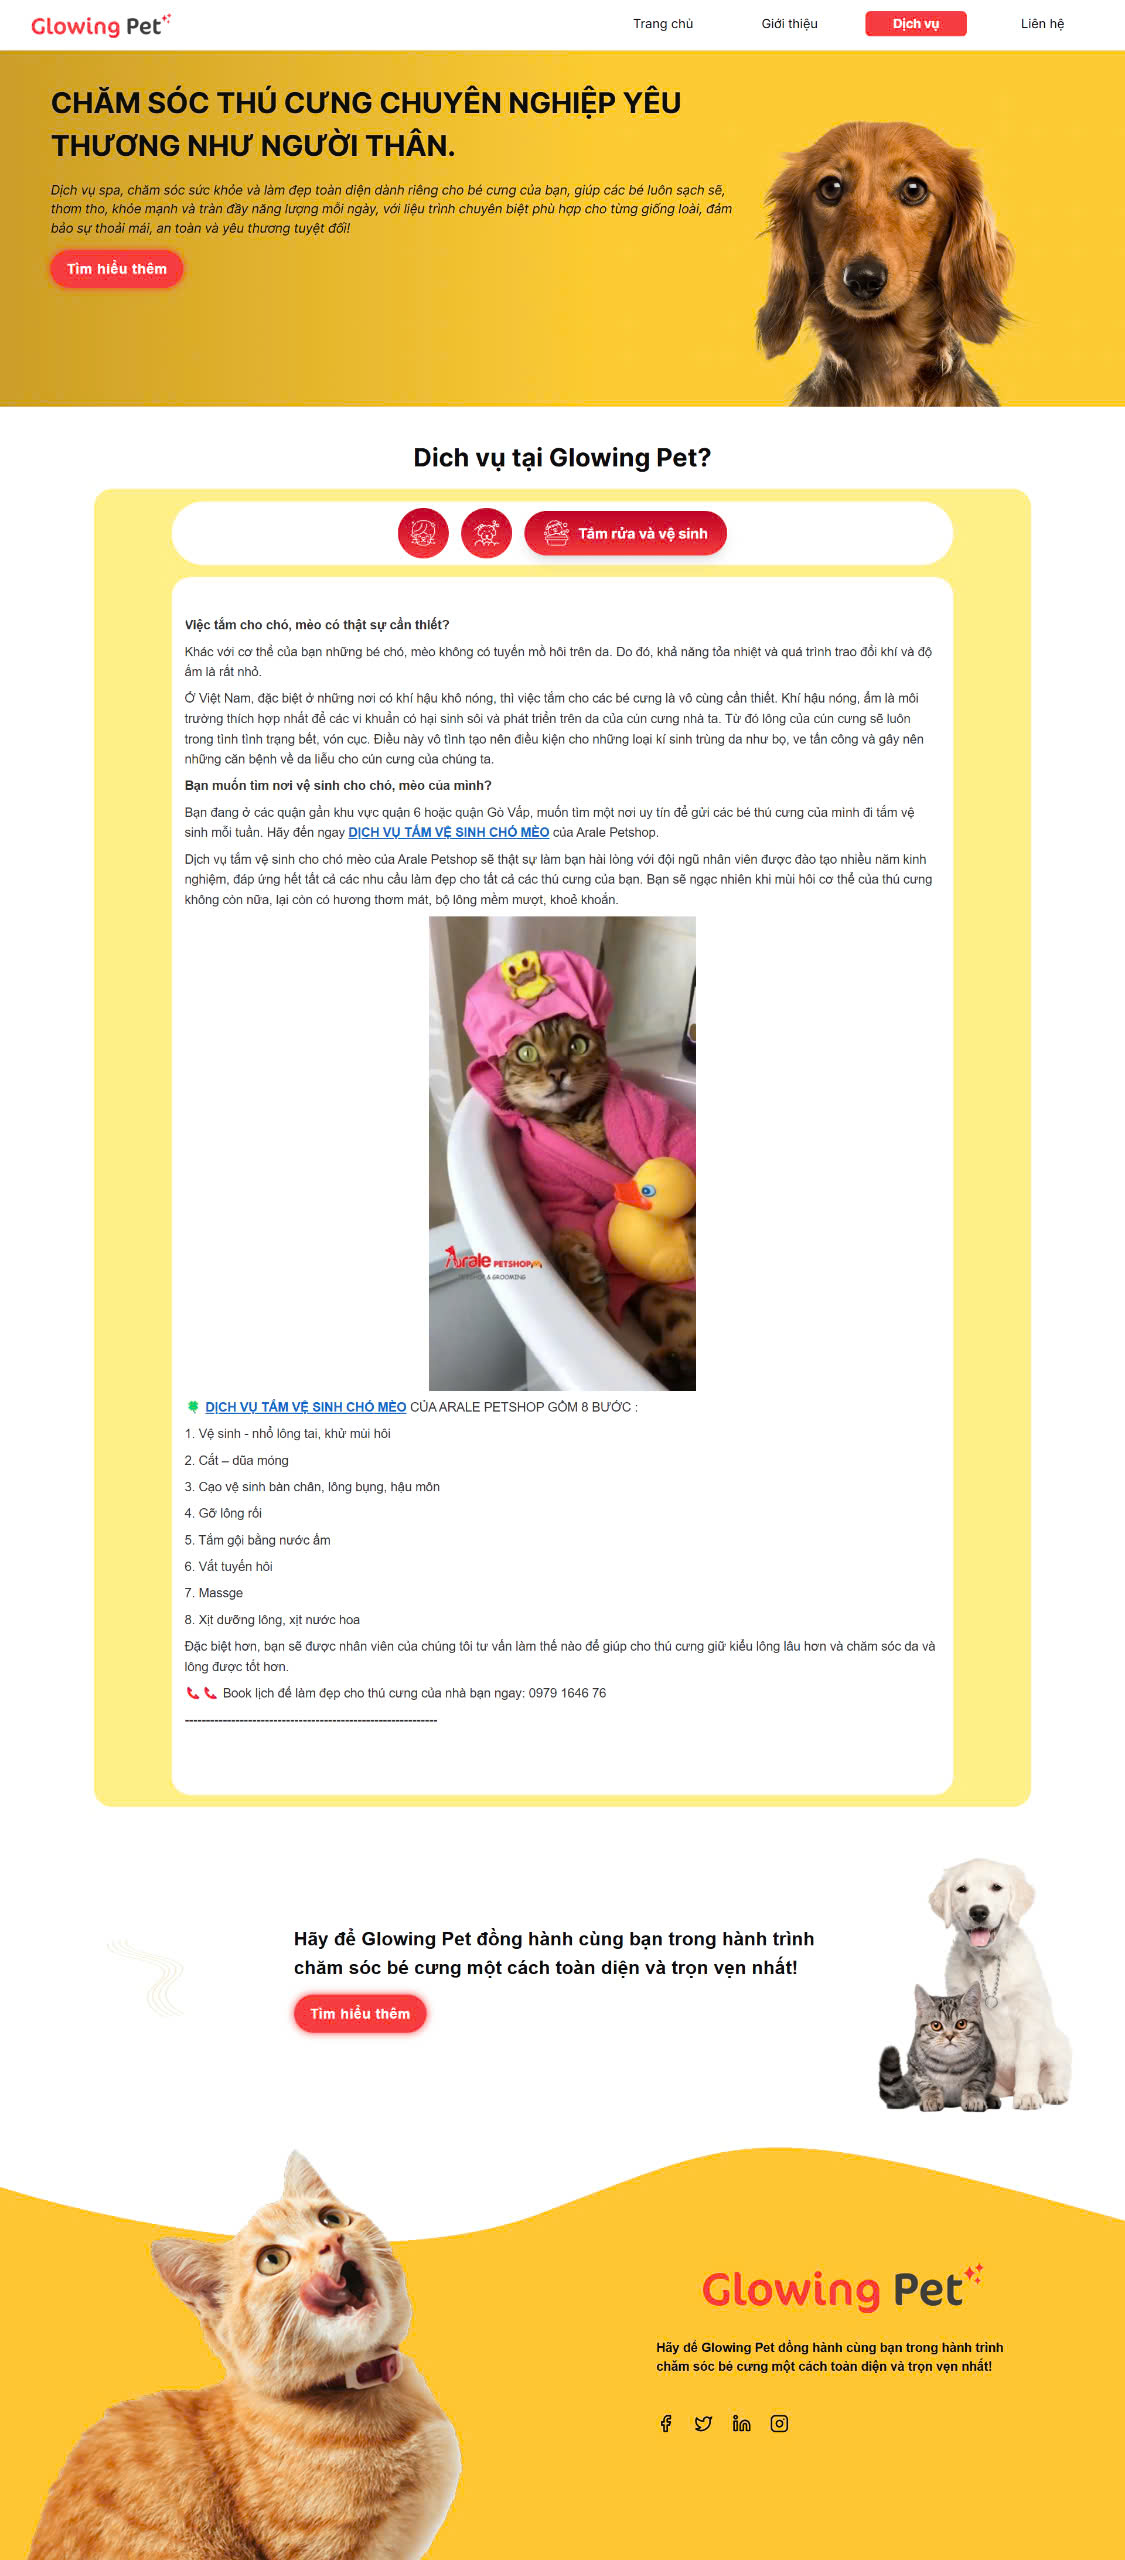 Glowing Pet
Trang chủ
Giới thiệu
Dịch vụ
Liên hệ
CHĂM SÓC THÚ CƯNG CHUYÊN NGHIỆP YÊU
THƯƠNG NHƯ NGƯỜI THÂN.
Dịch vụ spa, chăm sóc sức khỏe và làm đẹp toàn diện dành riêng cho bé cưng của bạn, giúp các bé luôn sạch sẽ,
thơm tho, khỏe mạnh và tràn đầy năng lượng mỗi ngày, với liệu trình chuyên biệt phù hợp cho từng giống loài, đảm
bảo sự thoải mái, an toàn và yêu thương tuyệt đối!
Tìm hiểu thêm
Dich vụ tại Glowing Pet?
Tắm rửa và vệ sinh
Việc tắm cho chó, mèo có thật sự cần thiết?
Khác với cơ thể của bạn những bé chó, mèo không có tuyến mồ hôi trên da. Do đó, khả năng tỏa nhiệt và quá trình trao đổi khí và độ
ẩm là rất nhỏ.
Ở Việt Nam, đặc biệt ở những nơi có khí hậu khô nóng, thì việc tắm cho các bé cưng là vô cùng cần thiết. Khí hậu nóng, ẩm là môi
trường thích hợp nhất để các vi khuẩn có hại sinh sôi và phát triển trên da của cún cưng nhà ta. Từ đó lông của cún cưng sẽ luôn
trong tình tình trạng bết, vón cục. Điều này vô tình tạo nên điều kiện cho những loại kí sinh trùng da như bọ, ve tấn công và gây nên
những căn bệnh về da liễu cho cún cưng của chúng ta.
Bạn muốn tìm nơi vệ sinh cho chó, mèo của mình?
Bạn đang ở các quận gần khu vực quận 6 hoặc quận Gò Vấp, muốn tìm một nơi uy tín để gửi các bé thú cưng của mình đi tắm vệ
sinh mỗi tuần. Hãy đến ngay DỊCH VỤ TẮM VỆ SINH CHÓ MÈO của Arale Petshop.
Dịch vụ tắm vệ sinh cho chó mèo của Arale Petshop sẽ thật sự làm bạn hài lòng với đội ngũ nhân viên được đào tạo nhiều năm kinh
nghiệm, đáp ứng hết tất cả các nhu cầu làm đẹp cho tất cả các thú cưng của bạn. Bạn sẽ ngạc nhiên khi mùi hôi cơ thể của thú cưng
không còn nữa, lại còn có hương thơm mát, bộ lông mềm mượt, khoẻ khoắn.
Arale PETSHOP
PETSHOP & GROOMING
🍀 DỊCH VỤ TẮM VỆ SINH CHÓ MÈO CỦA ARALE PETSHOP GỒM 8 BƯỚC :
1. Vệ sinh - nhổ lông tai, khử mùi hôi
2. Cắt – dũa móng
3. Cạo vệ sinh bàn chân, lông bụng, hậu môn
4. Gỡ lông rối
5. Tắm gội bằng nước ấm
6. Vắt tuyến hôi
7. Massge
8. Xịt dưỡng lông, xịt nước hoa
Đặc biệt hơn, bạn sẽ được nhân viên của chúng tôi tư vấn làm thế nào để giúp cho thú cưng giữ kiểu lông lâu hơn và chăm sóc da và
lông được tốt hơn.
📞📞 Book lịch để làm đẹp cho thú cưng của nhà bạn ngay: 0979 1646 76
------------------------------------------------------------
Hãy để Glowing Pet đồng hành cùng bạn trong hành trình
chăm sóc bé cưng một cách toàn diện và trọn vẹn nhất!
Tìm hiểu thêm
Glowing Pet
Hãy để Glowing Pet đồng hành cùng bạn trong hành trình
chăm sóc bé cưng một cách toàn diện và trọn vẹn nhất!